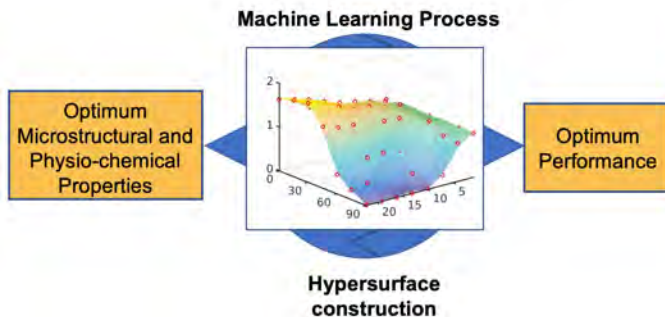 Machine Learning Process
Optimum
Microstructural and
Physio-chemical
Properties
2
1
0
0
30
60
90
20
15
10
5
Optimum
Performance
Hypersurface
construction